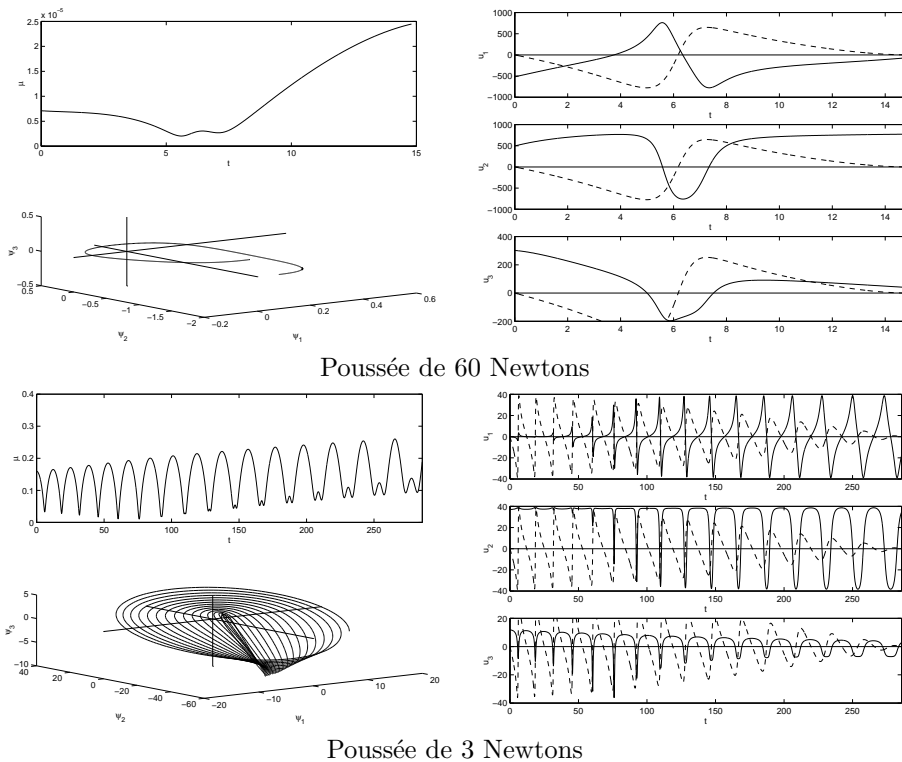 x 10⁻⁵
2.5
2
1.5
1
0.5
0
μ
0 5 10 15
t
0.5
0
−0.5
ψ3
0.5 0 −0.5 −1 −1.5 −2
ψ2
−0.2 0 0.2 0.4 0.6
ψ1
1000
500
0
−500
−1000
u1
0 2 4 6 8 10 12 14
t
1000
500
0
−500
−1000
u2
0 2 4 6 8 10 12 14
t
400
200
0
−200
u3
0 2 4 6 8 10 12 14
t
Poussée de 60 Newtons
0.4
0.3
0.2
0.1
0
μ
0 50 100 150 200 250
t
5
0
−5
−10
ψ3
40 20 0 −20 −40 −60
ψ2
−20 −10 0 10 20
ψ1
40
20
0
−20
−40
u1
0 50 100 150 200 250
t
40
20
0
−20
−40
u2
0 50 100 150 200 250
t
20
0
−20
−40
u3
0 50 100 150 200 250
t
Poussée de 3 Newtons